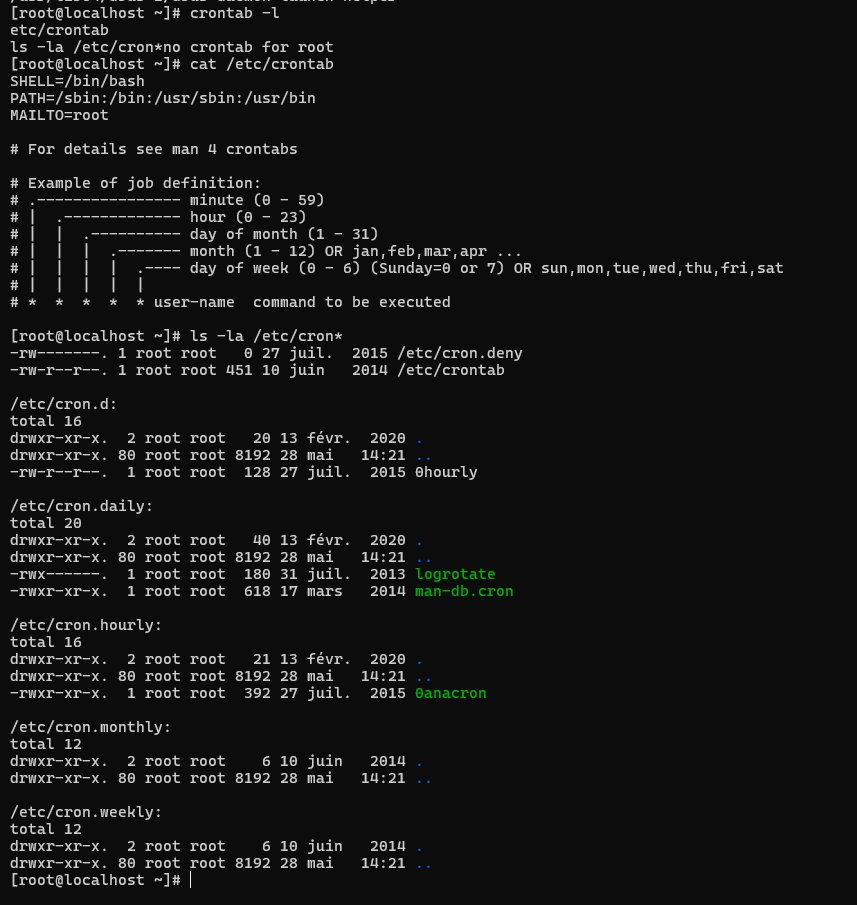 [root@localhost ~]# crontab -l
etc/crontab
ls -la /etc/cron*no crontab for root
[root@localhost ~]# cat /etc/crontab
SHELL=/bin/bash
PATH=/sbin:/bin:/usr/sbin:/usr/bin
MAILTO=root

# For details see man 4 crontabs

# Example of job definition:
# .---------------- minute (0 - 59)
# |  .------------- hour (0 - 23)
# |  |  .---------- day of month (1 - 31)
# |  |  |  .------- month (1 - 12) OR jan,feb,mar,apr ...
# |  |  |  |  .---- day of week (0 - 6) (Sunday=0 or 7) OR sun,mon,tue,wed,thu,fri,sat
# |  |  |  |  |
# *  *  *  *  * user-name  command to be executed

[root@localhost ~]# ls -la /etc/cron*
-rw-------. 1 root root   0 27 juil.  2015 /etc/cron.deny
-rw-r--r--. 1 root root 451 10 juin   2014 /etc/crontab

/etc/cron.d:
total 16
drwxr-xr-x.  2 root root   20 13 févr.  2020 .
drwxr-xr-x. 80 root root 8192 28 mai   14:21 ..
-rw-r--r--.  1 root root  128 27 juil.  2015 0hourly

/etc/cron.daily:
total 20
drwxr-xr-x.  2 root root   40 13 févr.  2020 .
drwxr-xr-x. 80 root root 8192 28 mai   14:21 ..
-rwx------.  1 root root  180 31 juil.  2013 logrotate
-rwxr-xr-x.  1 root root  618 17 mars   2014 man-db.cron

/etc/cron.hourly:
total 16
drwxr-xr-x.  2 root root   21 13 févr.  2020 .
drwxr-xr-x. 80 root root 8192 28 mai   14:21 ..
-rwxr-xr-x.  1 root root  392 27 juil.  2015 0anacron

/etc/cron.monthly:
total 12
drwxr-xr-x.  2 root root    6 10 juin   2014 .
drwxr-xr-x. 80 root root 8192 28 mai   14:21 ..

/etc/cron.weekly:
total 12
drwxr-xr-x.  2 root root    6 10 juin   2014 .
drwxr-xr-x. 80 root root 8192 28 mai   14:21 ..
[root@localhost ~]#